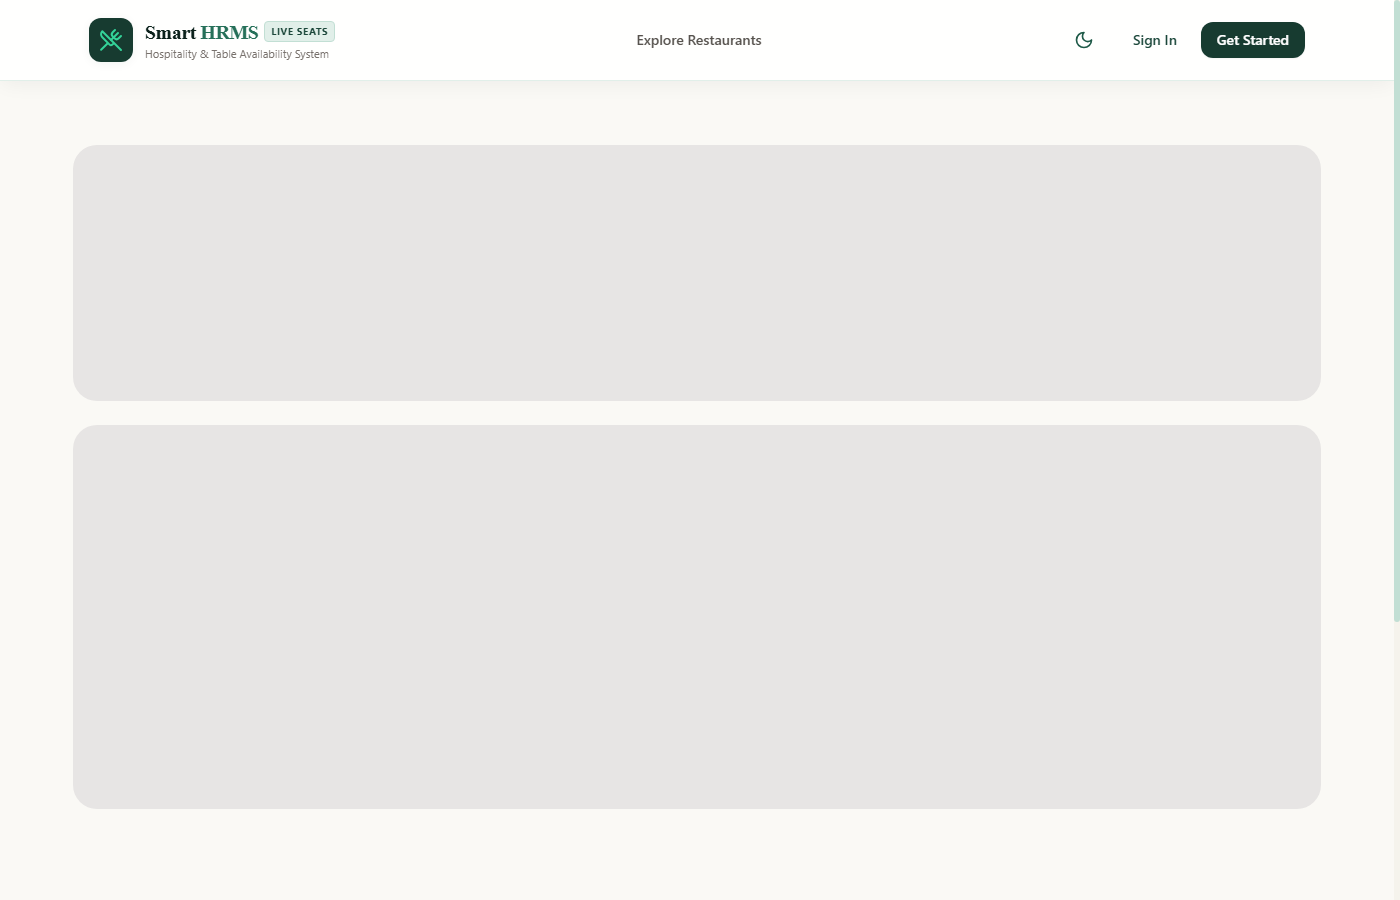 Smart HRMS LIVE SEATS
Hospitality & Table Availability System
Explore Restaurants
Sign In
Get Started